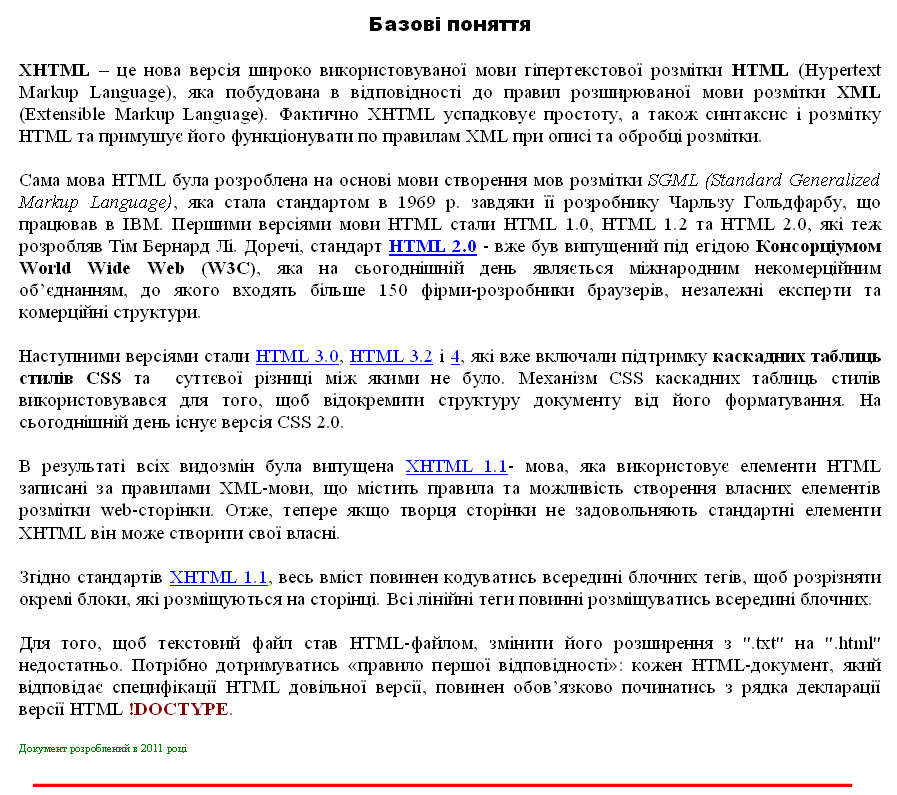 Базові поняття
XHTML – це нова версія широко використовуваної мови гіпертекстової розмітки HTML (Hypertext
Markup Language), яка побудована в відповідності до правил розширюваної мови розмітки XML
(Extensible Markup Language). Фактично XHTML успадковує простоту, а також синтаксис і розмітку
HTML та примушує його функціонувати по правилам XML при описі та обробці розмітки.
Сама мова HTML була розроблена на основі мови створення мов розмітки SGML (Standard Generalized
Markup Language), яка стала стандартом в 1969 р. завдяки її розробнику Чарльзу Гольдфарбу, що
працював в IBM. Першими версіями мови HTML стали HTML 1.0, HTML 1.2 та HTML 2.0, які теж
розробляв Тім Бернард Лі. Доречі, стандарт HTML 2.0 - вже був випущений під егідою Консорціумом
World Wide Web (W3C), яка на сьогоднішній день являється міжнародним некомерційним
об’єднанням, до якого входять більше 150 фірми-розробники браузерів, незалежні експерти та
комерційні структури.
Наступними версіями стали HTML 3.0, HTML 3.2 і 4, які вже включали підтримку каскадних таблиць
стилів CSS та суттєвої різниці між якими не було. Механізм CSS каскадних таблиць стилів
використовувався для того, щоб відокремити структуру документу від його форматування. На
сьогоднішній день існує версія CSS 2.0.
В результаті всіх видозмін була випущена XHTML 1.1- мова, яка використовує елементи HTML
записані за правилами XML-мови, що містить правила та можливість створення власних елементів
розмітки web-сторінки. Отже, тепере якщо творця сторінки не задовольняють стандартні елементи
XHTML він може створити свої власні.
Згідно стандартів XHTML 1.1, весь вміст повинен кодуватись всередині блочних тегів, щоб розрізняти
окремі блоки, які розміщуються на сторінці. Всі лінійні теги повинні розміщуватись всередині блочних.
Для того, щоб текстовий файл став HTML-файлом, змінити його розширення з ".txt" на ".html"
недостатньо. Потрібно дотримуватись «правило першої відповідності»: кожен HTML-документ, який
відповідає специфікації HTML довільної версії, повинен обов’язково починатись з рядка декларації
версії HTML !DOCTYPE.
Документ розроблений в 2011 році